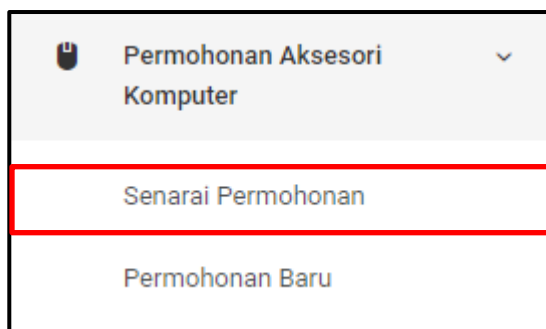 Permohonan Aksesori
Komputer
Senarai Permohonan
Permohonan Baru